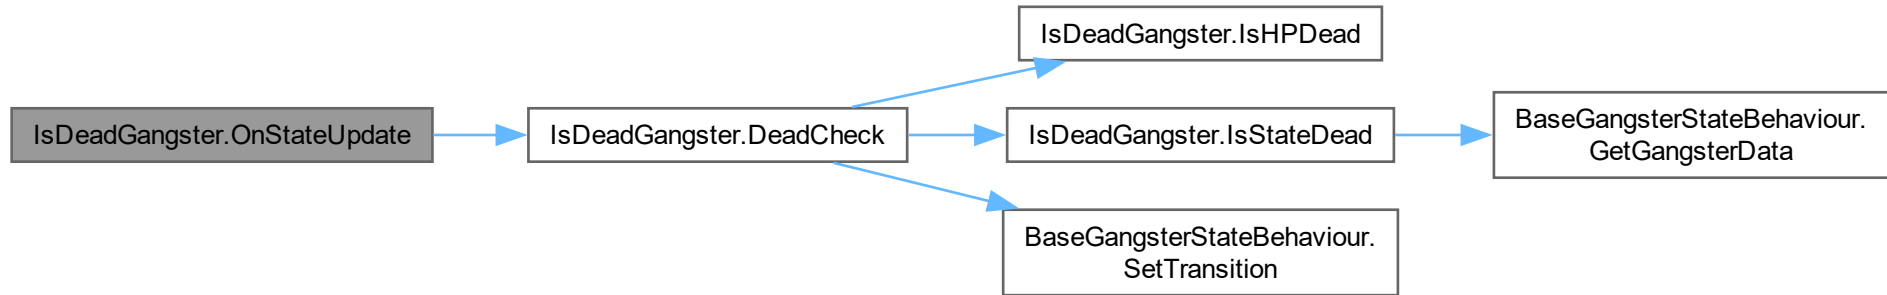 IsDeadGangster.OnStateUpdate
IsDeadGangster.DeadCheck
IsDeadGangster.IsHPDead
IsDeadGangster.IsStateDead
BaseGangsterStateBehaviour.
GetGangsterData
BaseGangsterStateBehaviour.
SetTransition